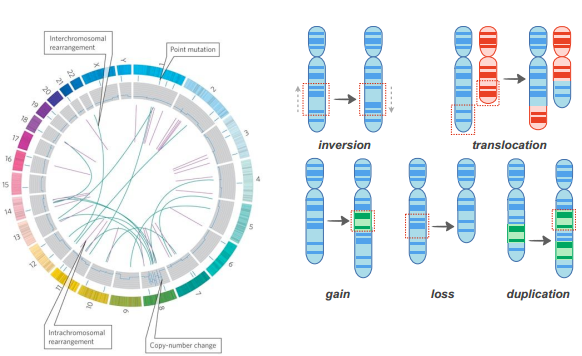 Interchromosomal
rearrangement
Point mutation
X
Y
1
2
3
4
5
6
7
8
9
10
11
12
13
14
15
16
17
18
19
20
21
22
Intrachromosomal
rearrangement
Copy-number change
inversion
translocation
gain
loss
duplication